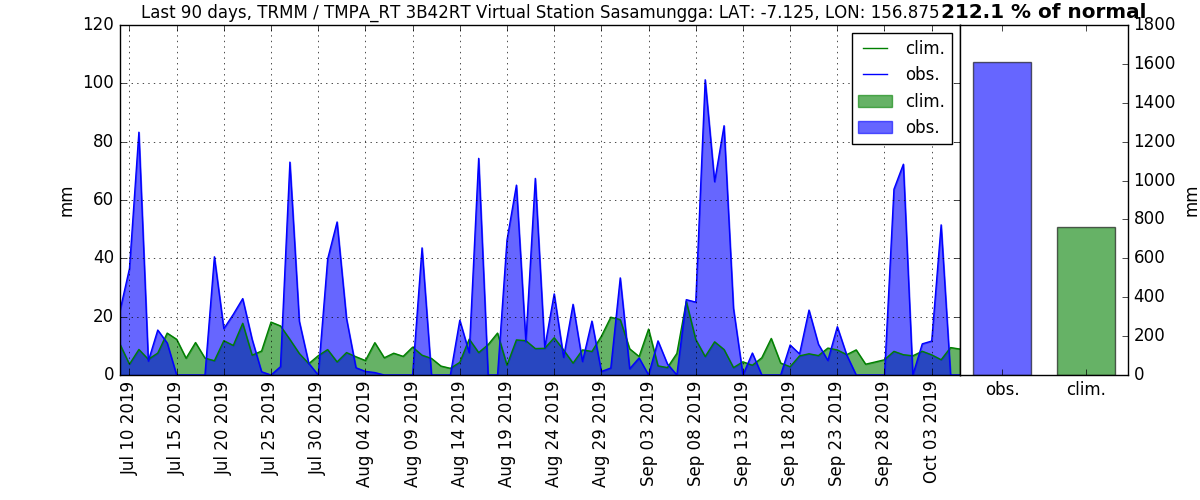 Last 90 days, TRMM / TMPA_RT 3B42RT Virtual Station Sasamungga: LAT: -7.125, LON: 156.875 212.1 % of normal
120
100
80
60
40
20
0
mm
clim.
obs.
clim.
obs.
Jul 10 2019
Jul 15 2019
Jul 20 2019
Jul 25 2019
Jul 30 2019
Aug 04 2019
Aug 09 2019
Aug 14 2019
Aug 19 2019
Aug 24 2019
Aug 29 2019
Sep 03 2019
Sep 08 2019
Sep 13 2019
Sep 18 2019
Sep 23 2019
Sep 28 2019
Oct 03 2019
1800
1600
1400
1200
1000
800
600
400
200
0
mm
obs.
clim.